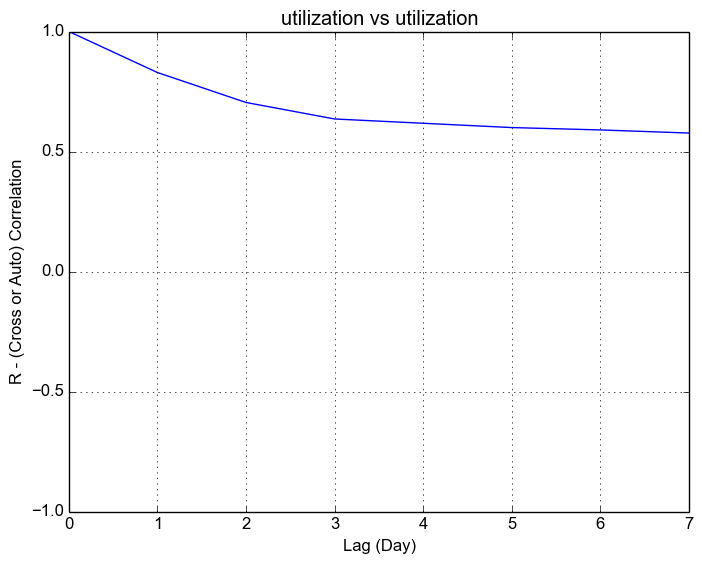 utilization vs utilization
R - (Cross or Auto) Correlation
1.0
0.5
0.0
−0.5
−1.0
0 1 2 3 4 5 6 7
Lag (Day)